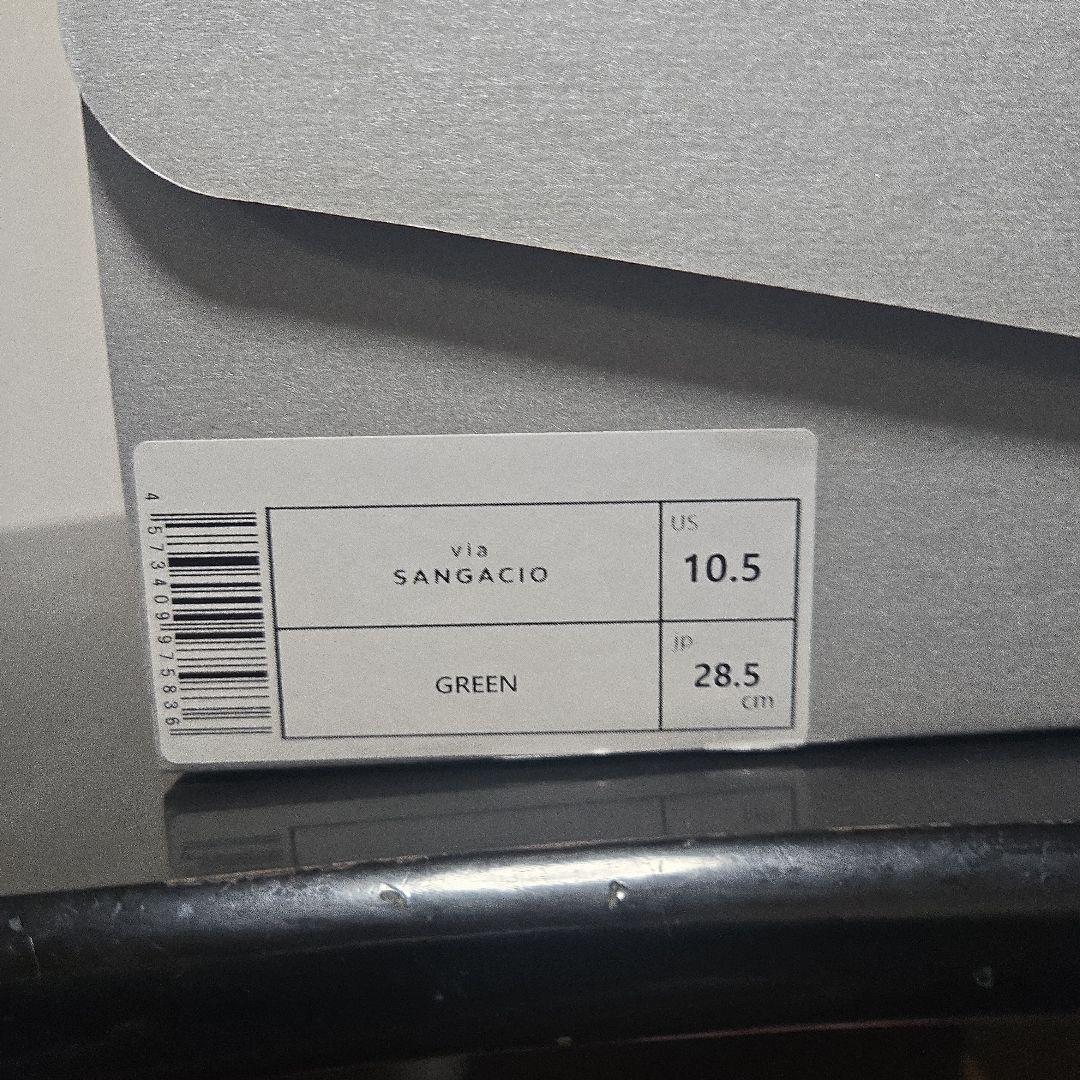 4573409975836
via
SANGACIO
US
10.5
GREEN
JP
28.5
cm